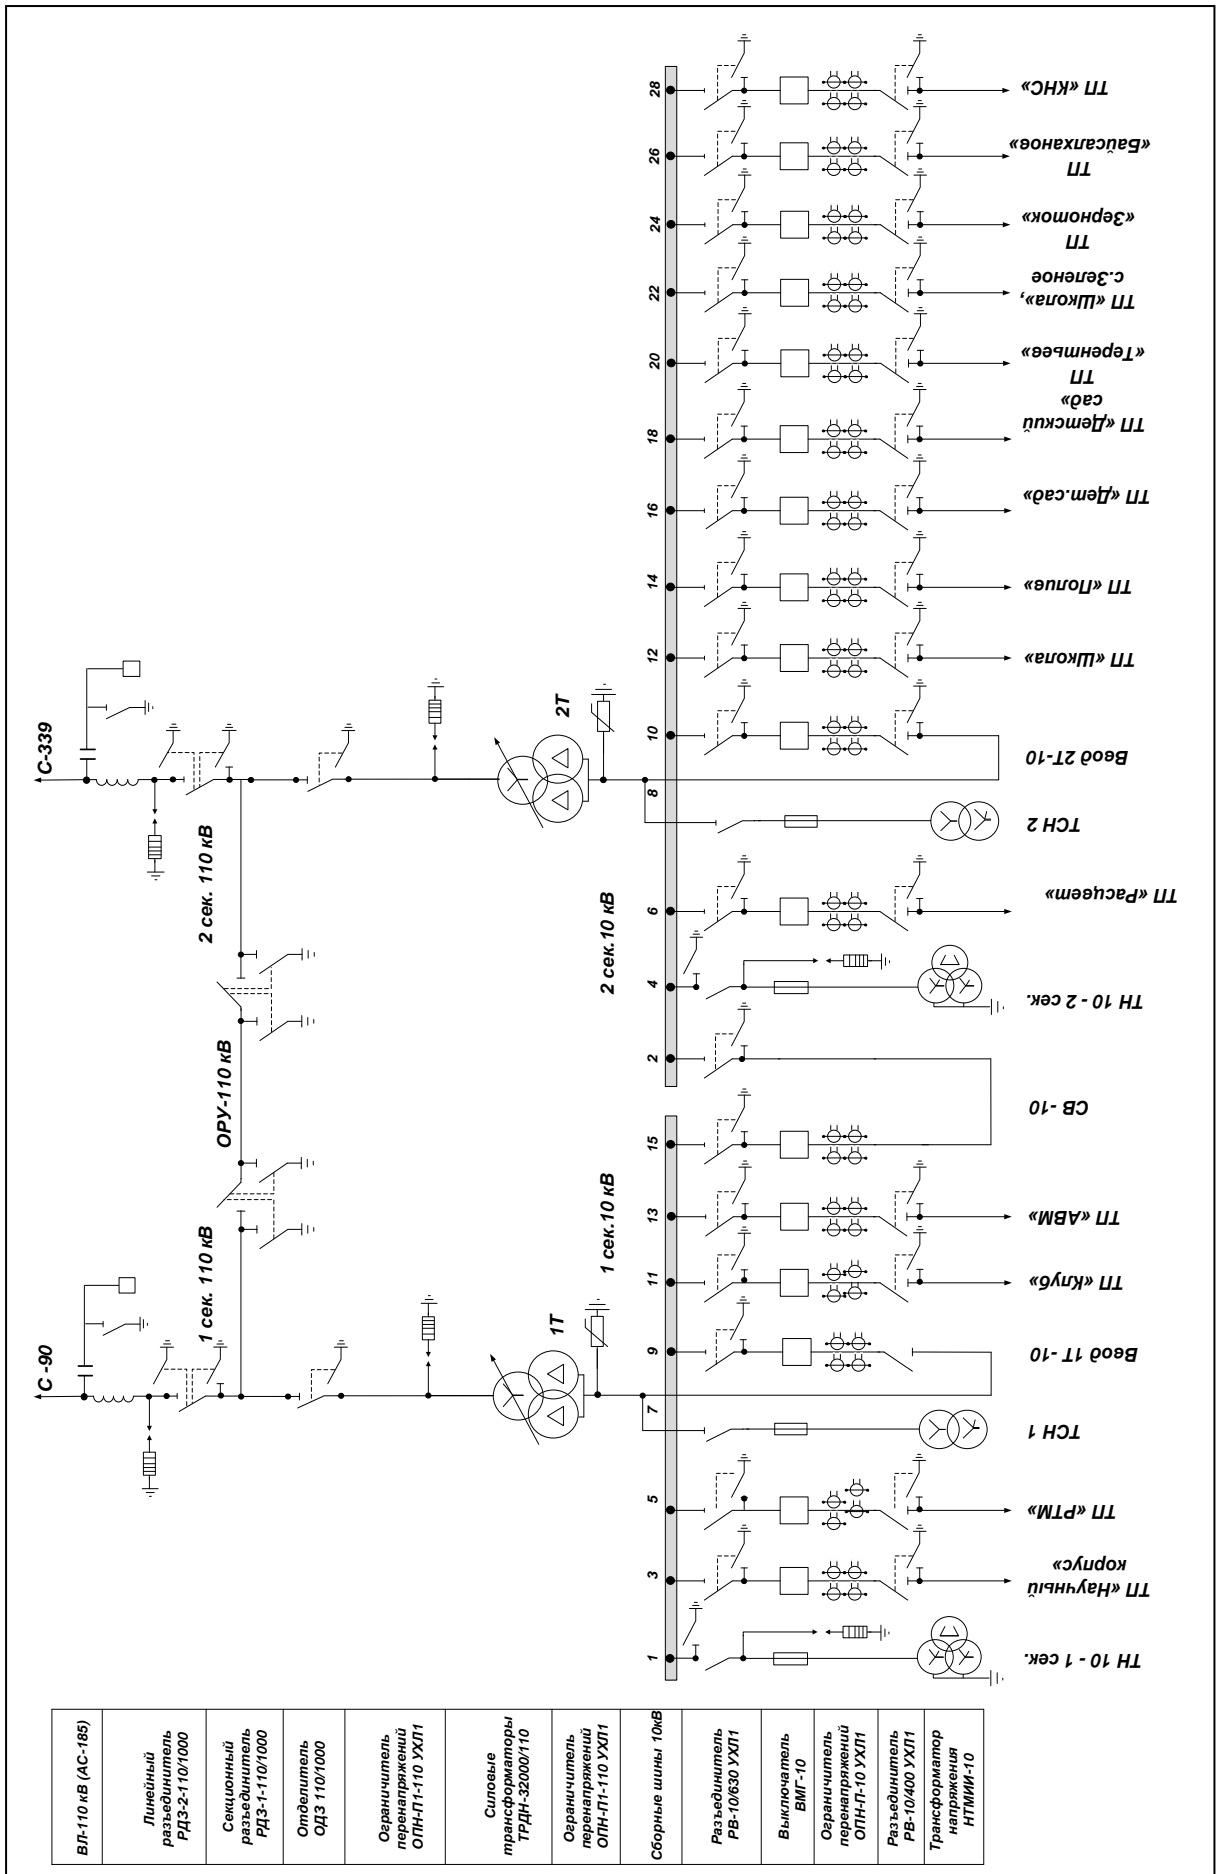 С-90
С-339
1 сек. 110 кВ
ОРУ-110 кВ
2 сек. 110 кВ
1Т
2Т
1 сек.10 кВ
2 сек.10 кВ
1
3
5
7
9
11
13
15
2
4
6
8
10
12
14
16
18
20
22
24
26
28
ТН 10 - 1 сек.
ТП «Научный
корпус»
ТП «РТМ»
ТСН 1
Ввод 1Т -10
ТП «Клуб»
ТП «АВМ»
СВ -10
ТН 10 - 2 сек.
ТП «Расцвет»
ТСН 2
Ввод 2Т-10
ТП «Школа»
ТП «Полив»
ТП «Дет.сад»
ТП «Детский
сад»
ТП
«Терентьев»
ТП «Школа»,
с.Зеленое
ТП
«Зерноток»
ТП
«Байсалханов»
ТП «КНС»
ВЛ-110 кВ (АС-185)
Линейный
разъединитель
РДЗ-2-110/1000
Секционный
разъединитель
РДЗ-1-110/1000
Отделитель
ОДЗ 110/1000
Ограничитель
перенапряжений
ОПН-П1-110 УХЛ1
Силовые
трансформаторы
ТРДН-32000/110
Ограничитель
перенапряжений
ОПН-П1-110 УХЛ1
Сборные шины 10кВ
Разъединитель
РВ-10/630 УХЛ1
Выключатель
ВМГ-10
Ограничитель
перенапряжений
ОПН-П-10 УХЛ1
Разъединитель
РВ-10/400 УХЛ1
Трансформатор
напряжения
НТМИИ-10